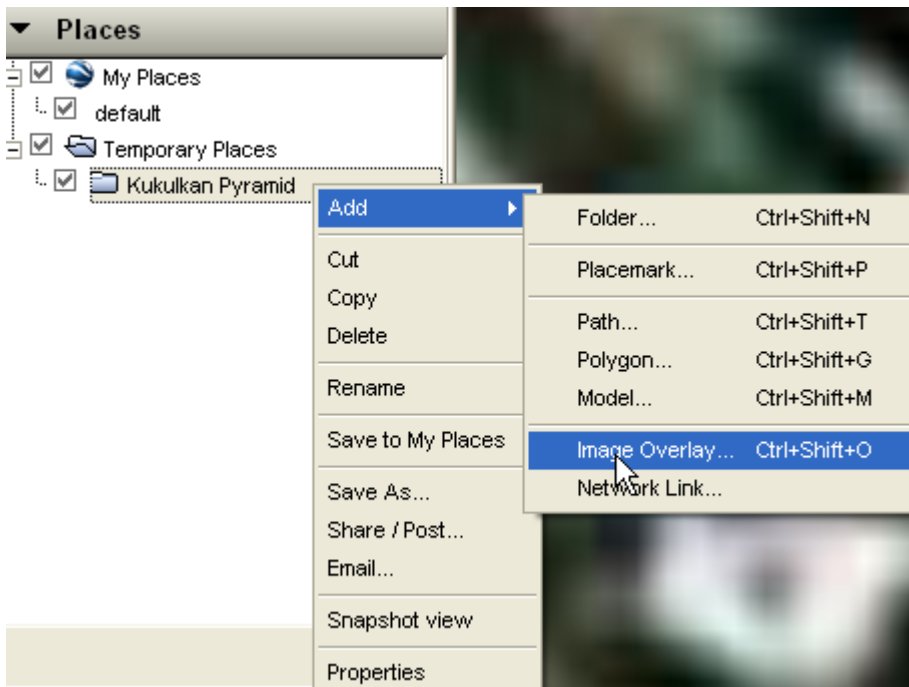 Places
My Places
default
Temporary Places
Kukulkan Pyramid
Add
Cut
Copy
Delete
Rename
Save to My Places
Save As...
Share / Post...
Email...
Snapshot view
Properties
Folder... Ctrl+Shift+N
Placemark... Ctrl+Shift+P
Path... Ctrl+Shift+T
Polygon... Ctrl+Shift+G
Model... Ctrl+Shift+M
Image Overlay... Ctrl+Shift+O
Network Link...